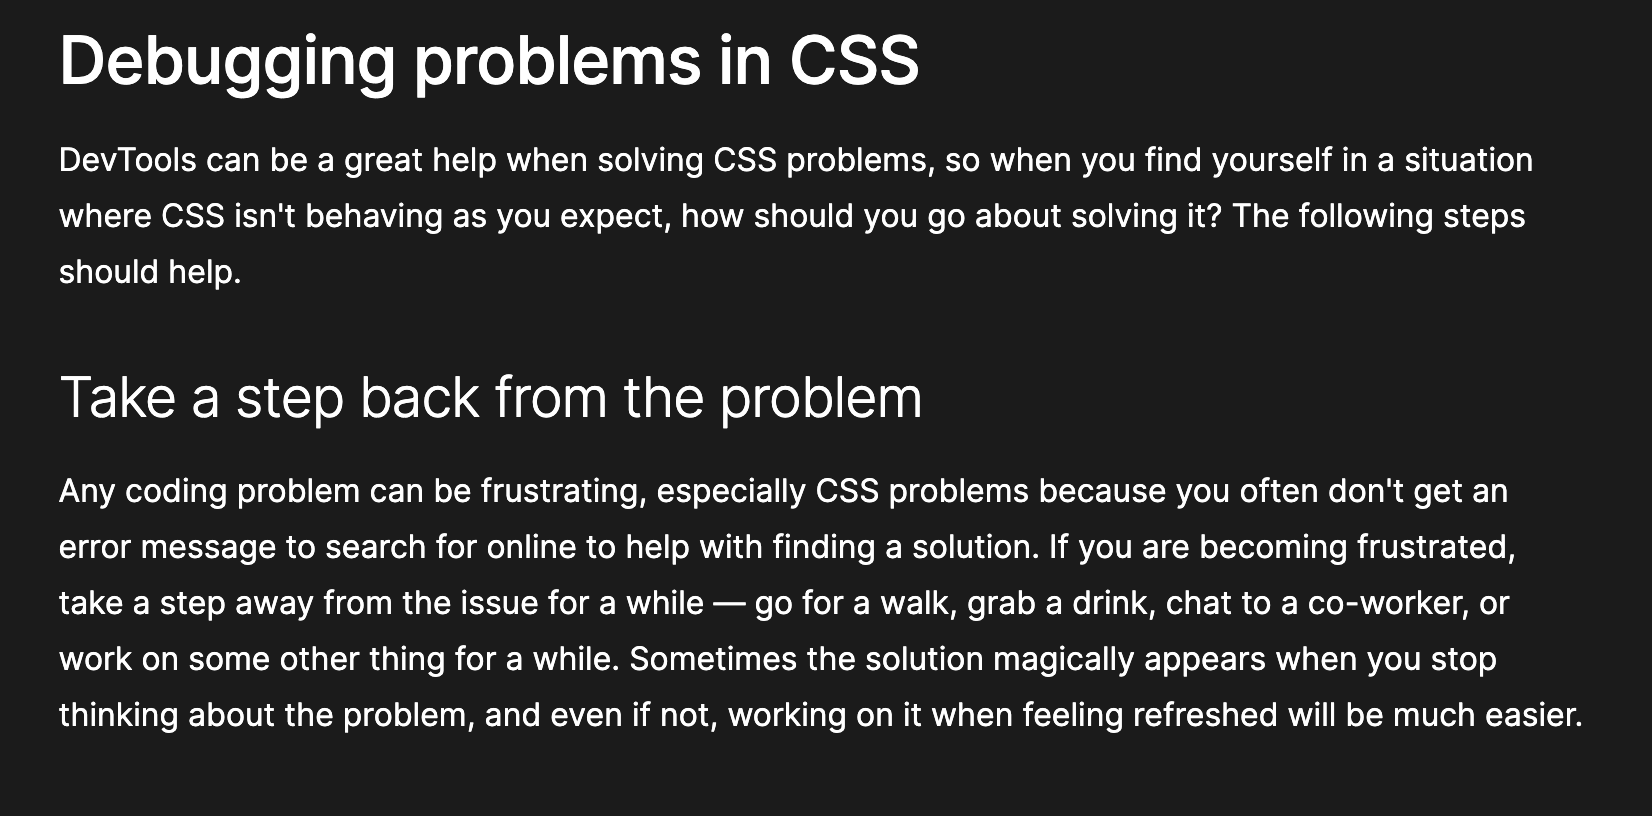 Debugging problems in CSS
DevTools can be a great help when solving CSS problems, so when you find yourself in a situation
where CSS isn't behaving as you expect, how should you go about solving it? The following steps
should help.
Take a step back from the problem
Any coding problem can be frustrating, especially CSS problems because you often don't get an
error message to search for online to help with finding a solution. If you are becoming frustrated,
take a step away from the issue for a while — go for a walk, grab a drink, chat to a co-worker, or
work on some other thing for a while. Sometimes the solution magically appears when you stop
thinking about the problem, and even if not, working on it when feeling refreshed will be much easier.